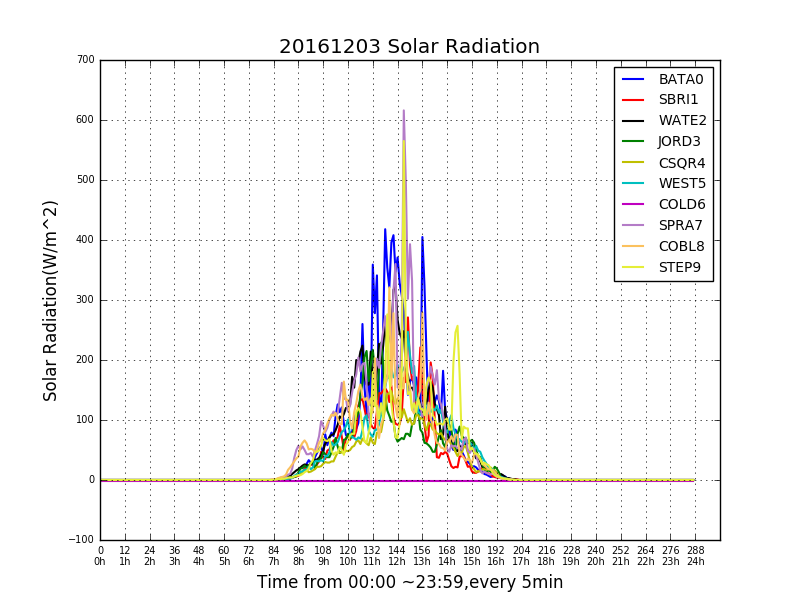 20161203 Solar Radiation
700
600
500
400
300
200
100
0
−100
Solar Radiation(W/m^2)
BATA0
SBRI1
WATE2
JORD3
CSQR4
WEST5
COLD6
SPRA7
COBL8
STEP9
0 12 24 36 48 60 72 84 96 108 120 132 144 156 168 180 192 204 216 228 240 252 264 276 288
0h 1h 2h 3h 4h 5h 6h 7h 8h 9h 10h 11h 12h 13h 14h 15h 16h 17h 18h 19h 20h 21h 22h 23h 24h
Time from 00:00 ~23:59,every 5min